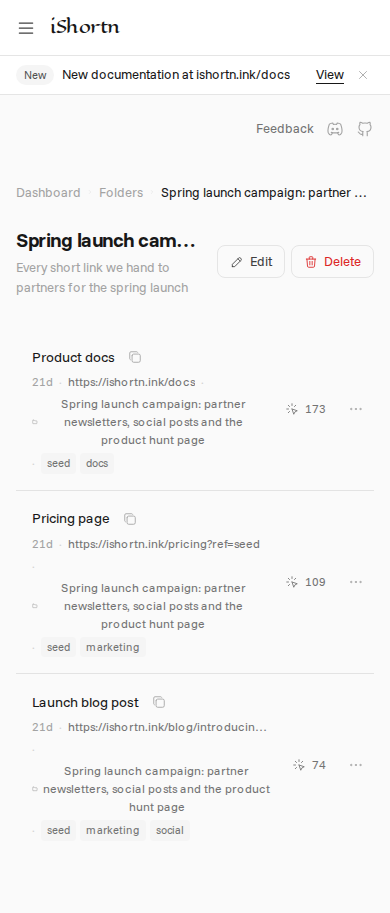 iShortn
New New documentation at ishortn.ink/docs View
Feedback
Dashboard · Folders · Spring launch campaign: partner ...
Spring launch cam...
Every short link we hand to
partners for the spring launch
Edit Delete
Product docs
21d · https://ishortn.ink/docs ·
Spring launch campaign: partner
newsletters, social posts and the
product hunt page
173
· seed docs
Pricing page
21d · https://ishortn.ink/pricing?ref=seed
·
Spring launch campaign: partner
newsletters, social posts and the
product hunt page
109
· seed marketing
Launch blog post
21d · https://ishortn.ink/blog/introducin...
·
Spring launch campaign: partner
newsletters, social posts and the product
hunt page
74
· seed marketing social